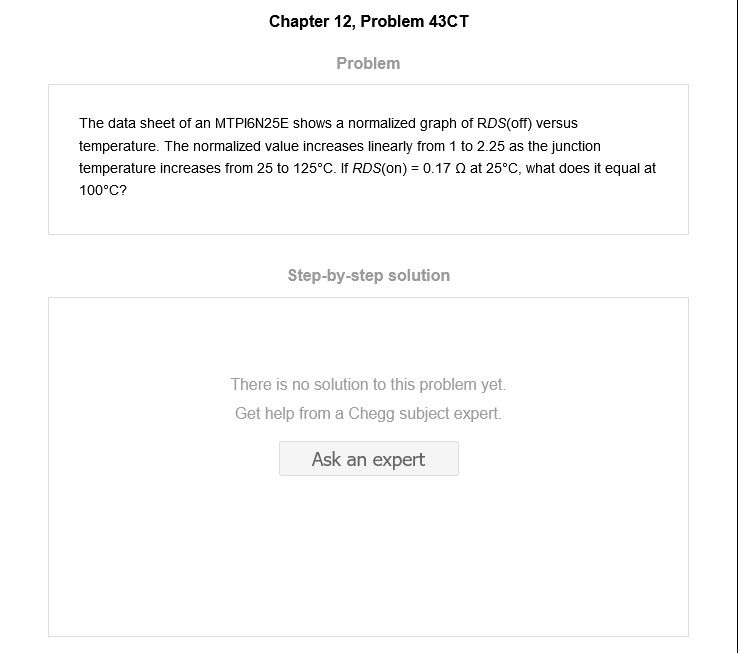 Chapter 12, Problem 43CT
Problem
The data sheet of an MTPI6N25E shows a normalized graph of RDS(off) versus
temperature. The normalized value increases linearly from 1 to 2.25 as the junction
temperature increases from 25 to 125°C. If RDS(on) = 0.17 Ω at 25°C, what does it equal at
100°C?
Step-by-step solution
There is no solution to this problem yet.
Get help from a Chegg subject expert.
Ask an expert